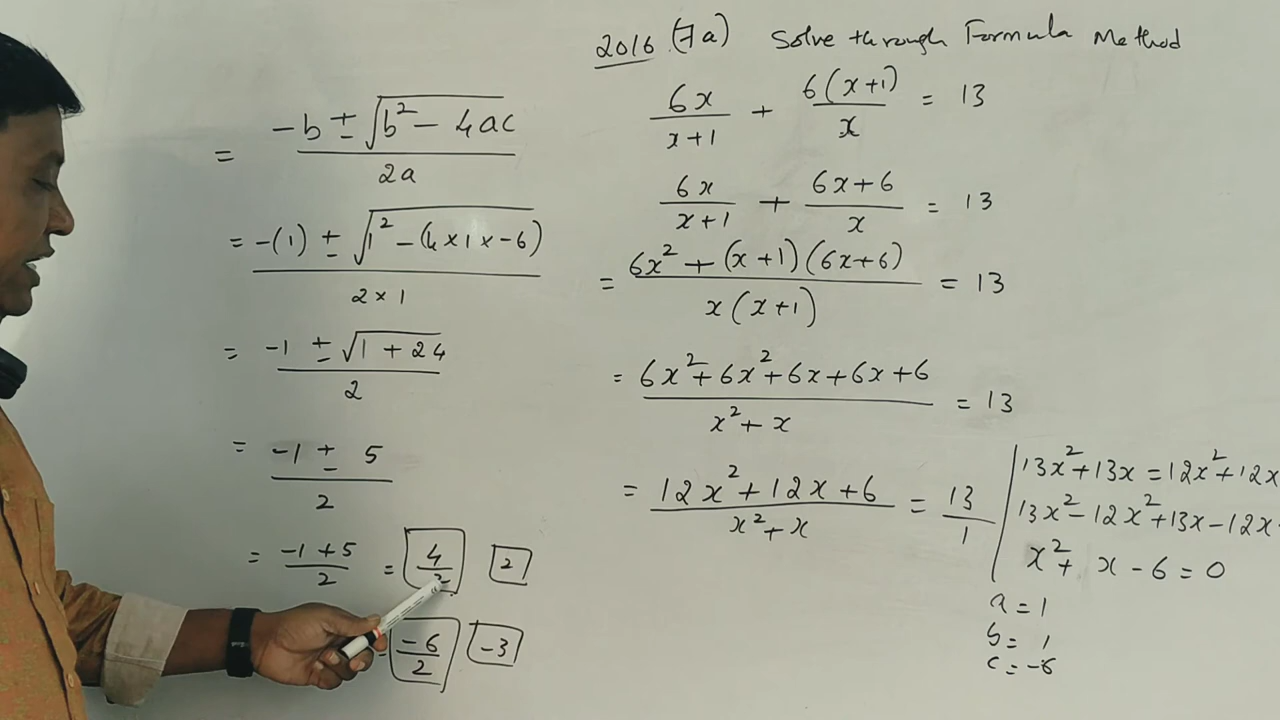 2016 (7a) Solve through Formula Method
6x/(x+1) + 6(x+1)/x = 13
6x/(x+1) + (6x+6)/x = 13
= (6x² + (x+1)(6x+6))/(x(x+1)) = 13
= (6x²+6x²+6x+6x+6)/(x²+x) = 13
= (12x²+12x+6)/(x²+x) = 13/1
13x²+13x = 12x²+12x
13x²-12x²+13x-12x
x²+x-6=0
a = 1
b = 1
c = -6
= (-b ± √(b²-4ac))/(2a)
= (-(1) ± √(1²-(4×1×-6)))/(2×1)
= (-1 ± √(1+24))/2
= (-1 ± 5)/2
= (-1+5)/2 = 4/2 2
-6/2 -3